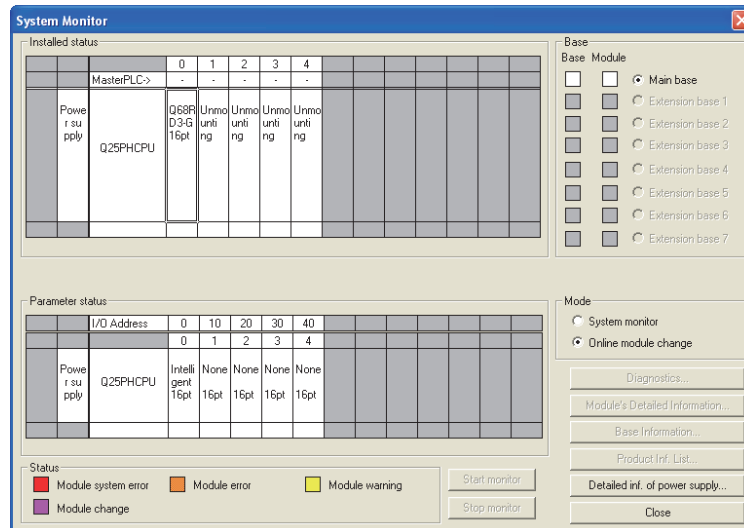 System Monitor
Installed status
0 1 2 3 4
MasterPLC-> - - - - -
Powe
r su
pply
Q25PHCPU
Q68R
D3-G
16pt
Unmo
unti
ng
Unmo
unti
ng
Unmo
unti
ng
Unmo
unti
ng
Base
Base Module
Main base
Extension base 1
Extension base 2
Extension base 3
Extension base 4
Extension base 5
Extension base 6
Extension base 7
Parameter status
I/O Address 0 10 20 30 40
0 1 2 3 4
Powe
r su
pply
Q25PHCPU
Intelli
gent
16pt
None
16pt
None
16pt
None
16pt
None
16pt
Mode
System monitor
Online module change
Diagnostics...
Module's Detailed Information...
Base Information...
Product Inf. List...
Detailed inf. of power supply...
Close
Status
Module system error Module error Module warning
Module change
Start monitor
Stop monitor